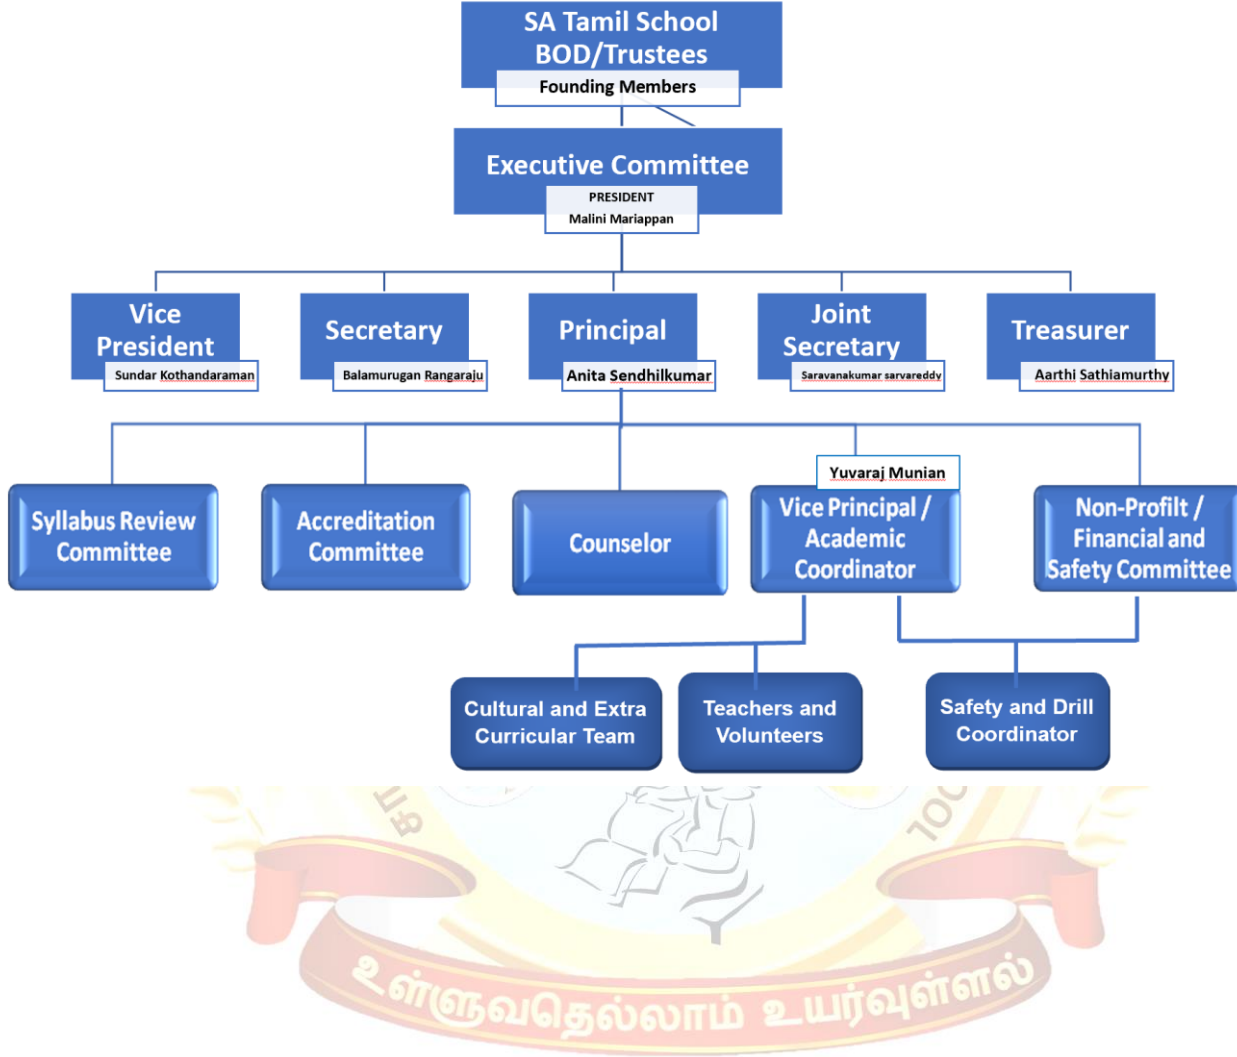 SA Tamil School
BOD/Trustees
Founding Members
Executive Committee
PRESIDENT
Malini Mariappan
Vice
President
Sundar Kothandaraman
Secretary
Balamurugan Rangaraju
Principal
Anita Sendhilkumar
Joint
Secretary
Saravanakumar sarvareddy
Treasurer
Aarthi Sathiamurthy
Syllabus Review
Committee
Accreditation
Committee
Counselor
Yuvaraj Munian
Vice Principal /
Academic
Coordinator
Non-Profilt /
Financial and
Safety Committee
Cultural and Extra
Curricular Team
Teachers and
Volunteers
Safety and Drill
Coordinator
உள்ளுவதெல்லாம் உயர்வுள்ளல்